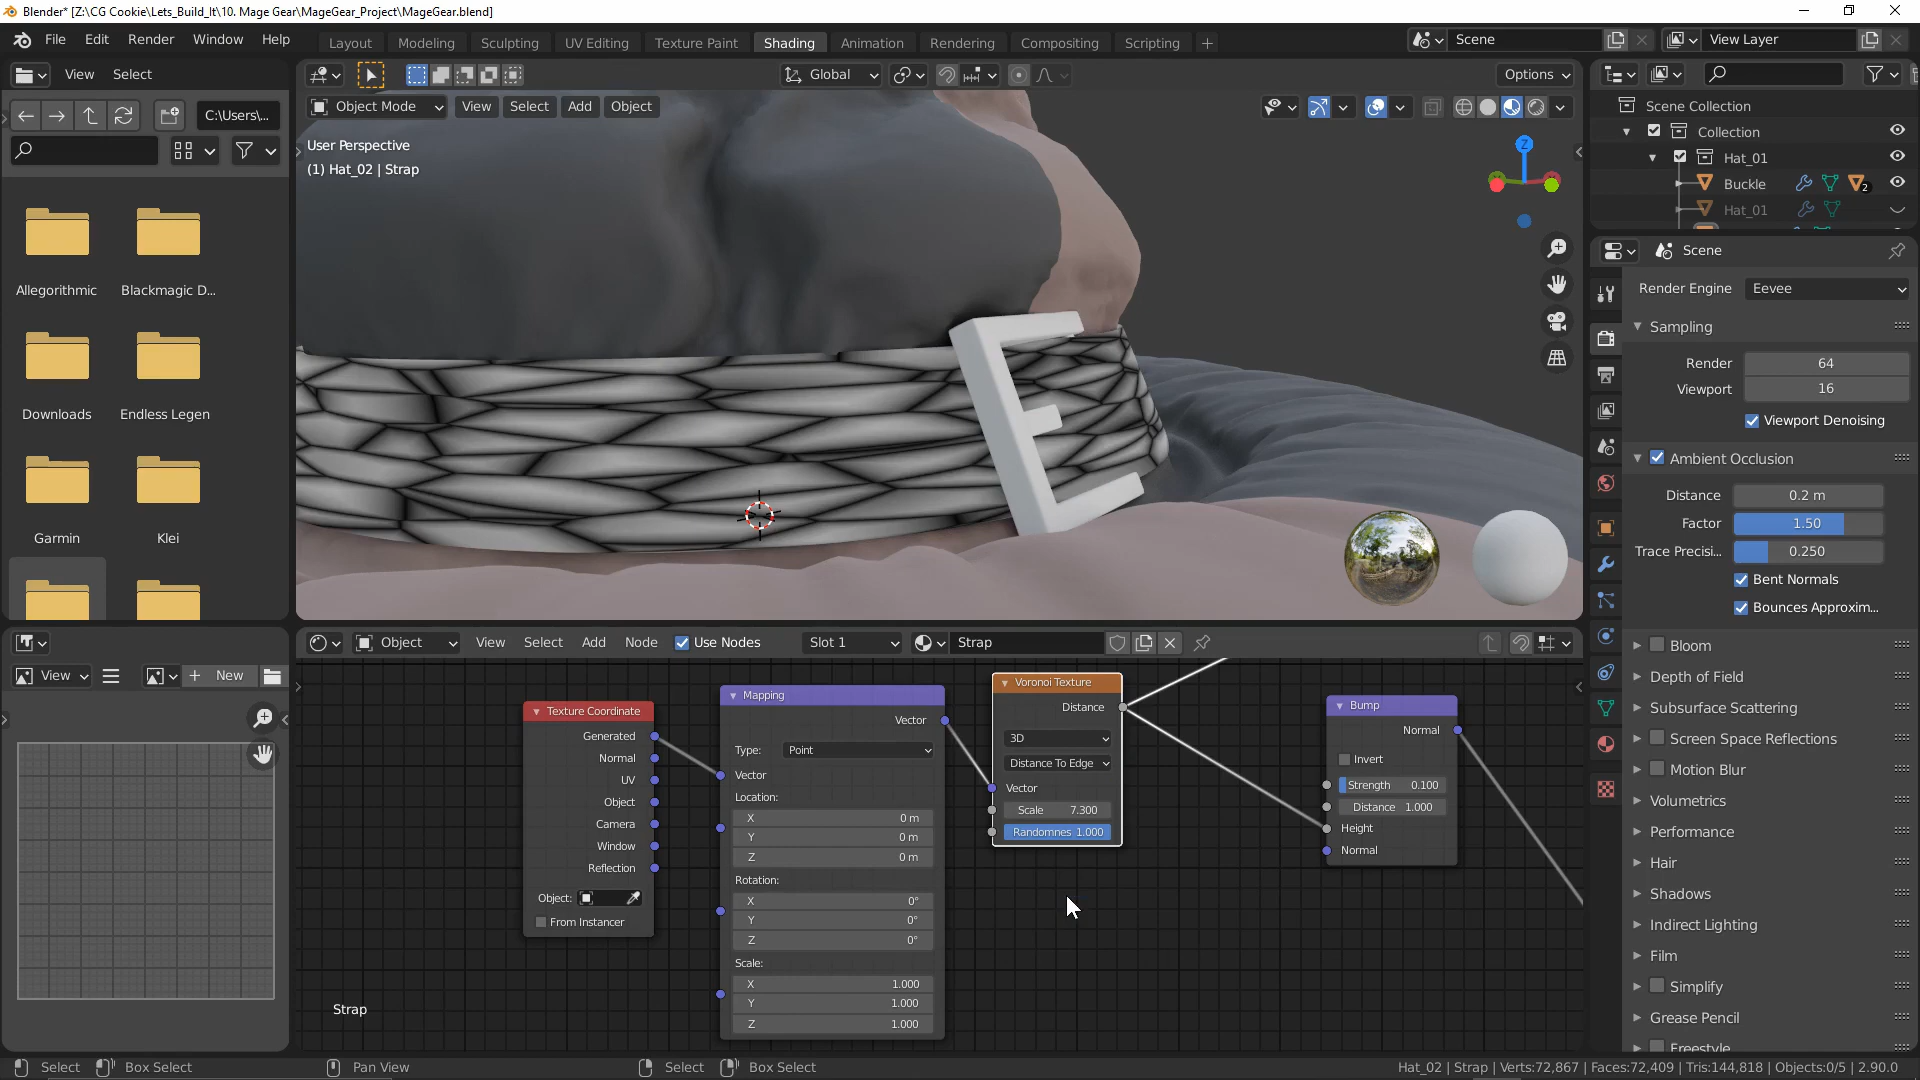 Blender* [Z:\CG Cookie\Lets_Build_It\10. Mage Gear\MageGear_Project\MageGear.blend]
File Edit Render Window Help Layout Modeling Sculpting UV Editing Texture Paint Shading Animation Rendering Compositing Scripting + Scene View Layer
View Select Global Options
C:\Users\... Object Mode View Select Add Object
User Perspective
(1) Hat_02 | Strap
Z
Scene Collection
Collection
Hat_01
Buckle 2
Hat_01
Allegorithmic Blackmagic D...
Downloads Endless Legen
Garmin Klei
Scene
Render Engine Eevee
Sampling
Render 64
Viewport 16
Viewport Denoising
Ambient Occlusion
Distance 0.2 m
Factor 1.50
Trace Precisi... 0.250
Bent Normals
Bounces Approxim...
Bloom
Depth of Field
Subsurface Scattering
Screen Space Reflections
Motion Blur
Volumetrics
Performance
Hair
Shadows
Indirect Lighting
Film
Simplify
Grease Pencil
Freestyle
Object View Select Add Node Use Nodes Slot 1 Strap
View + New
Texture Coordinate
Generated
Normal
UV
Object
Camera
Window
Reflection
Object:
From Instancer
Mapping
Vector
Type: Point
Vector
Location:
X 0 m
Y 0 m
Z 0 m
Rotation:
X 0°
Y 0°
Z 0°
Scale:
X 1.000
Y 1.000
Z 1.000
Voronoi Texture
Distance
3D
Distance To Edge
Vector
Scale 7.300
Randomnes 1.000
Bump
Normal
Invert
Strength 0.100
Distance 1.000
Height
Normal
Strap
Select Box Select Pan View Select Box Select Hat_02 | Strap | Verts:72,867 | Faces:72,409 | Tris:144,818 | Objects:0/5 | 2.90.0